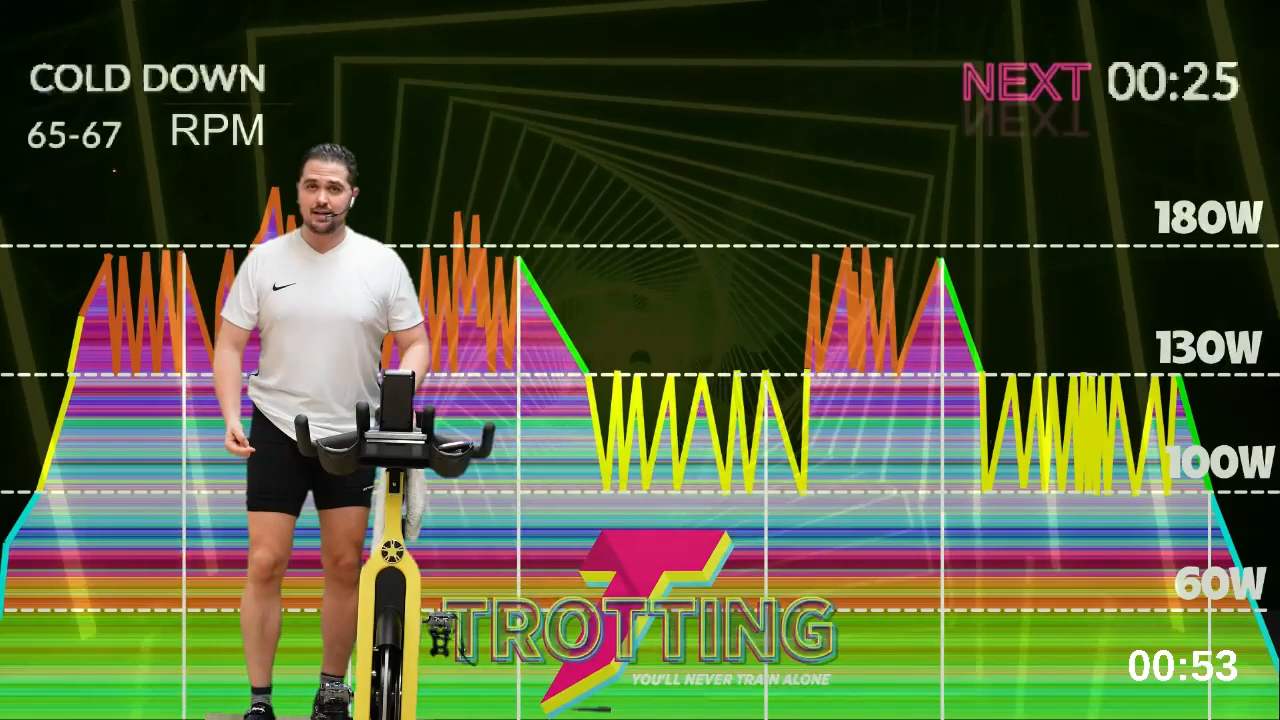 COLD DOWN
65-67 RPM
NEXT 00:25
NEXT
180W
130W
100W
60W
TROTTING
YOU'LL NEVER TRAIN ALONE
00:53